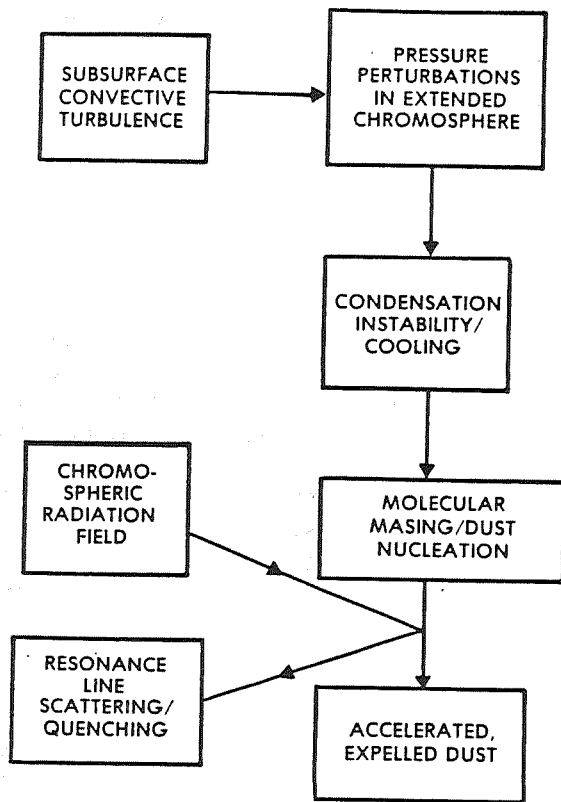 SUBSURFACE
CONVECTIVE
TURBULENCE
PRESSURE
PERTURBATIONS
IN EXTENDED
CHROMOSPHERE
CONDENSATION
INSTABILITY/
COOLING
CHROMO-
SPHERIC
RADIATION
FIELD
MOLECULAR
MASING/DUST
NUCLEATION
RESONANCE
LINE
SCATTERING/
QUENCHING
ACCELERATED,
EXPELLED DUST